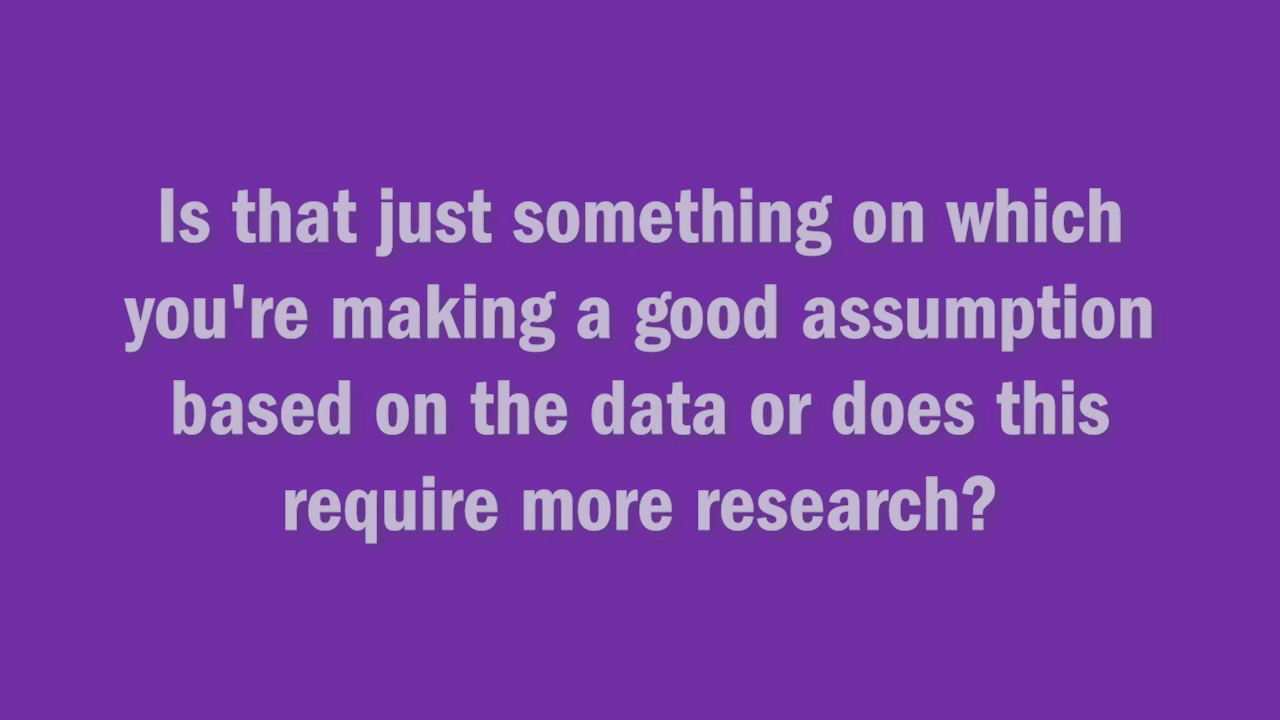 Is that just something on which
you're making a good assumption
based on the data or does this
require more research?